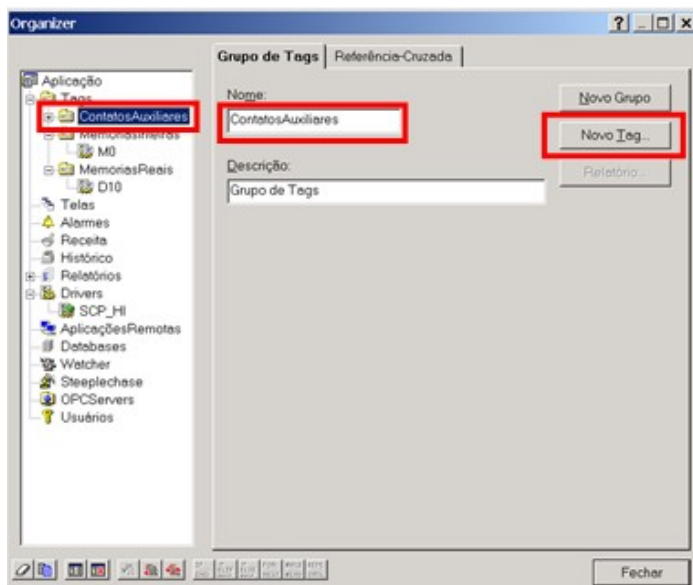 Organizer
Grupo de Tags
Referência-Cruzada
Aplicação
Tags
ContatosAuxiliares
MemoriasInteiras
M0
MemoriasReais
D10
Telas
Alarmes
Receita
Histórico
Relatórios
Drivers
SCP_HI
AplicaçõesRemotas
Databases
Watcher
Steeplechase
OPCServers
Usuários
Nome:
ContatosAuxiliares
Descrição:
Grupo de Tags
Novo Grupo
Novo Tag...
Relatório...
Fechar